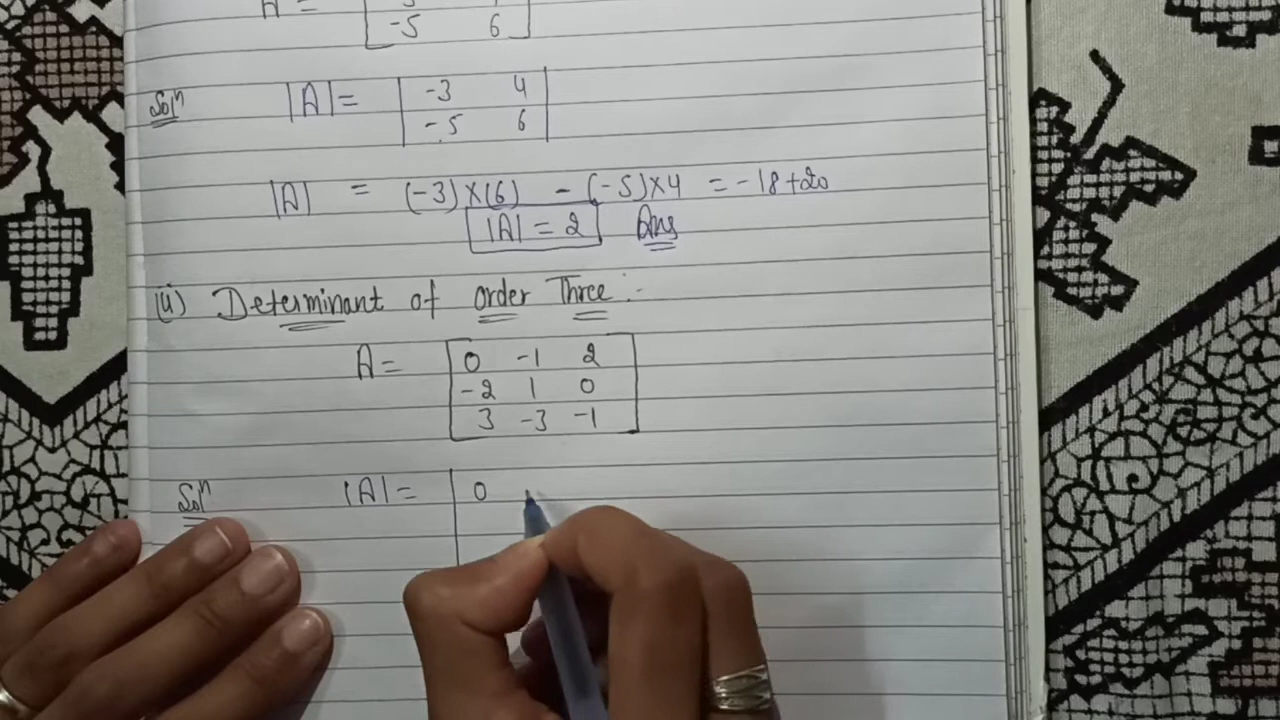 A =
-5 6
Solⁿ |A| = -3 4
-5 6
|A| = (-3)×(6) - (-5)×4 = -18+20
|A| = 2 Ans
(ii) Determinant of order Three :-
A = 0 -1 2
-2 1 0
3 -3 -1
Solⁿ |A| = 0